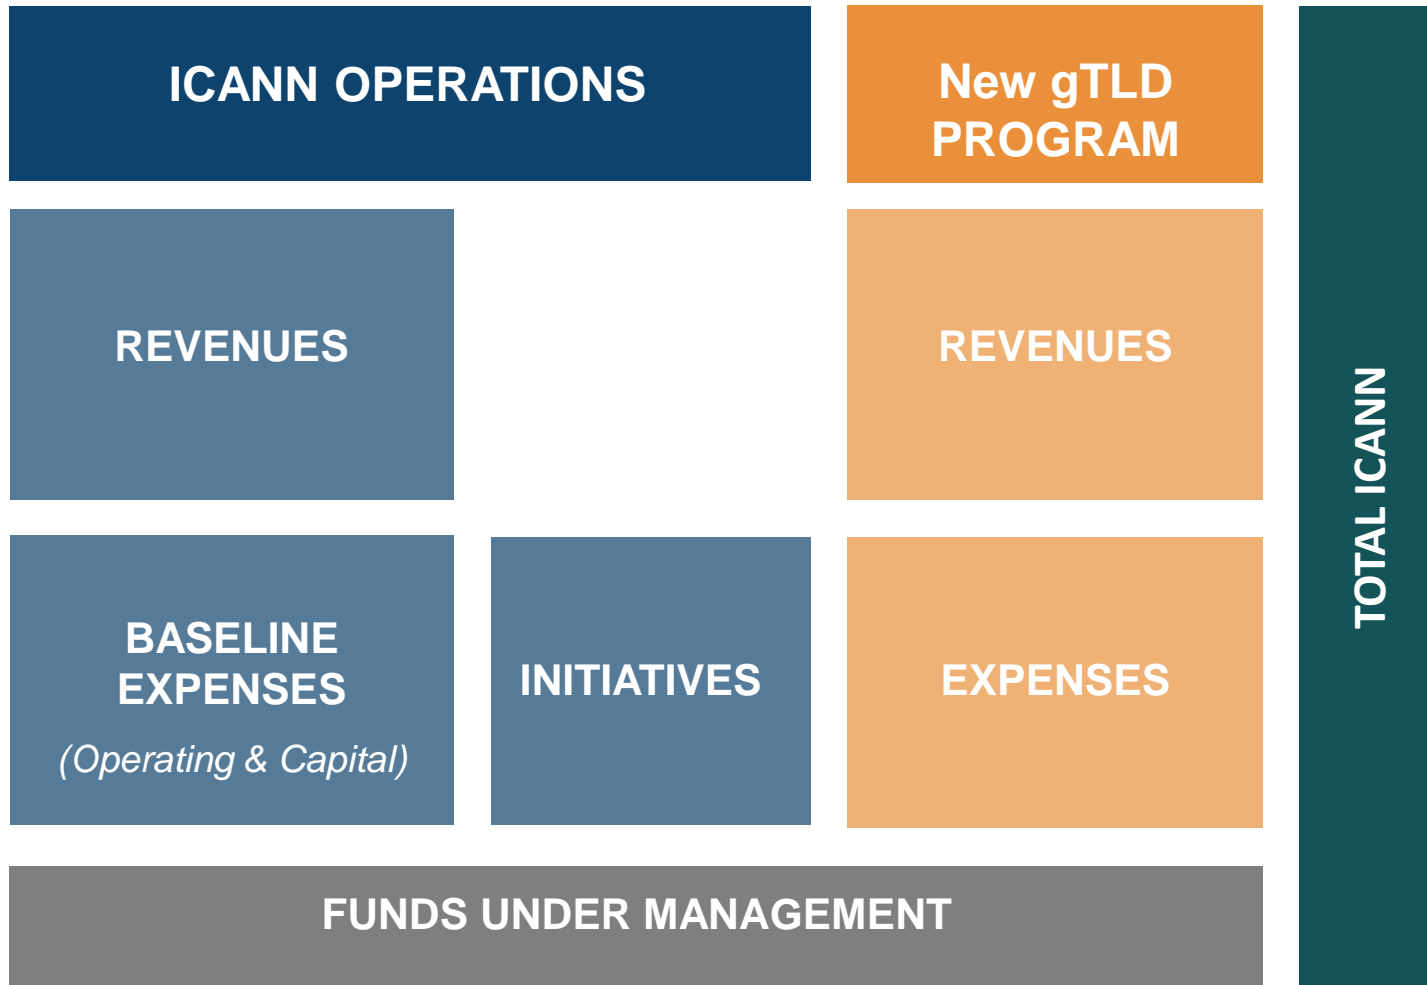 ICANN OPERATIONS
New gTLD
PROGRAM
REVENUES
REVENUES
BASELINE
EXPENSES
(Operating & Capital)
INITIATIVES
EXPENSES
FUNDS UNDER MANAGEMENT
TOTAL ICANN